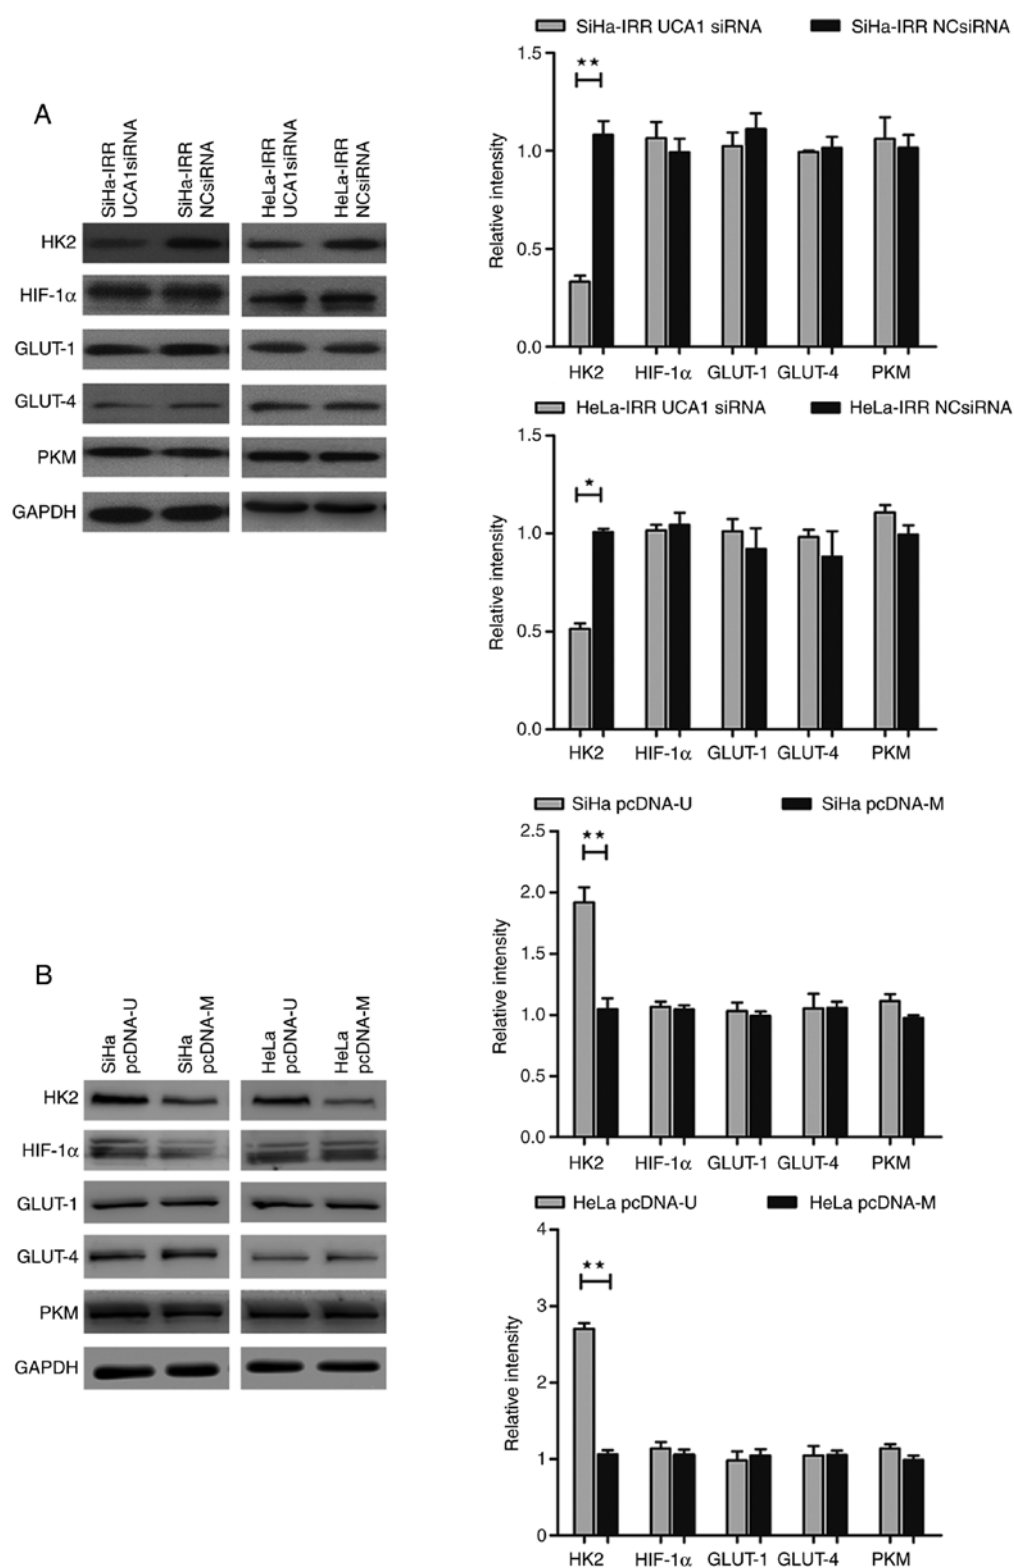 A
SiHa-IRR
UCA1siRNA
SiHa-IRR
NCsiRNA
HeLa-IRR
UCA1siRNA
HeLa-IRR
NCsiRNA
HK2
HIF-1α
GLUT-1
GLUT-4
PKM
GAPDH
SiHa-IRR UCA1 siRNA SiHa-IRR NCsiRNA
Relative intensity
1.5
1.0
0.5
0.0
★★
HK2 HIF-1α GLUT-1 GLUT-4 PKM
HeLa-IRR UCA1 siRNA HeLa-IRR NCsiRNA
Relative intensity
1.5
1.0
0.5
0.0
★
HK2 HIF-1α GLUT-1 GLUT-4 PKM
B
SiHa
pcDNA-U
SiHa
pcDNA-M
HeLa
pcDNA-U
HeLa
pcDNA-M
HK2
HIF-1α
GLUT-1
GLUT-4
PKM
GAPDH
SiHa pcDNA-U SiHa pcDNA-M
Relative intensity
2.5
2.0
1.5
1.0
0.5
0.0
★★
HK2 HIF-1α GLUT-1 GLUT-4 PKM
HeLa pcDNA-U HeLa pcDNA-M
Relative intensity
4
3
2
1
0
★★
HK2 HIF-1α GLUT-1 GLUT-4 PKM